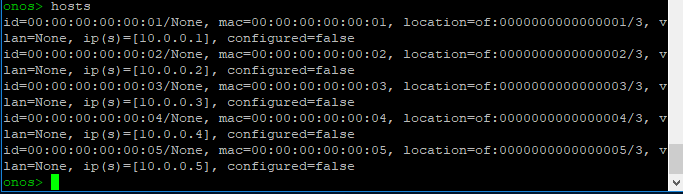 onos> hosts
id=00:00:00:00:00:01/None, mac=00:00:00:00:00:01, location=of:0000000000000001/3, v
lan=None, ip(s)=[10.0.0.1], configured=false
id=00:00:00:00:00:02/None, mac=00:00:00:00:00:02, location=of:0000000000000002/3, v
lan=None, ip(s)=[10.0.0.2], configured=false
id=00:00:00:00:00:03/None, mac=00:00:00:00:00:03, location=of:0000000000000003/3, v
lan=None, ip(s)=[10.0.0.3], configured=false
id=00:00:00:00:00:04/None, mac=00:00:00:00:00:04, location=of:0000000000000004/3, v
lan=None, ip(s)=[10.0.0.4], configured=false
id=00:00:00:00:00:05/None, mac=00:00:00:00:00:05, location=of:0000000000000005/3, v
lan=None, ip(s)=[10.0.0.5], configured=false
onos>